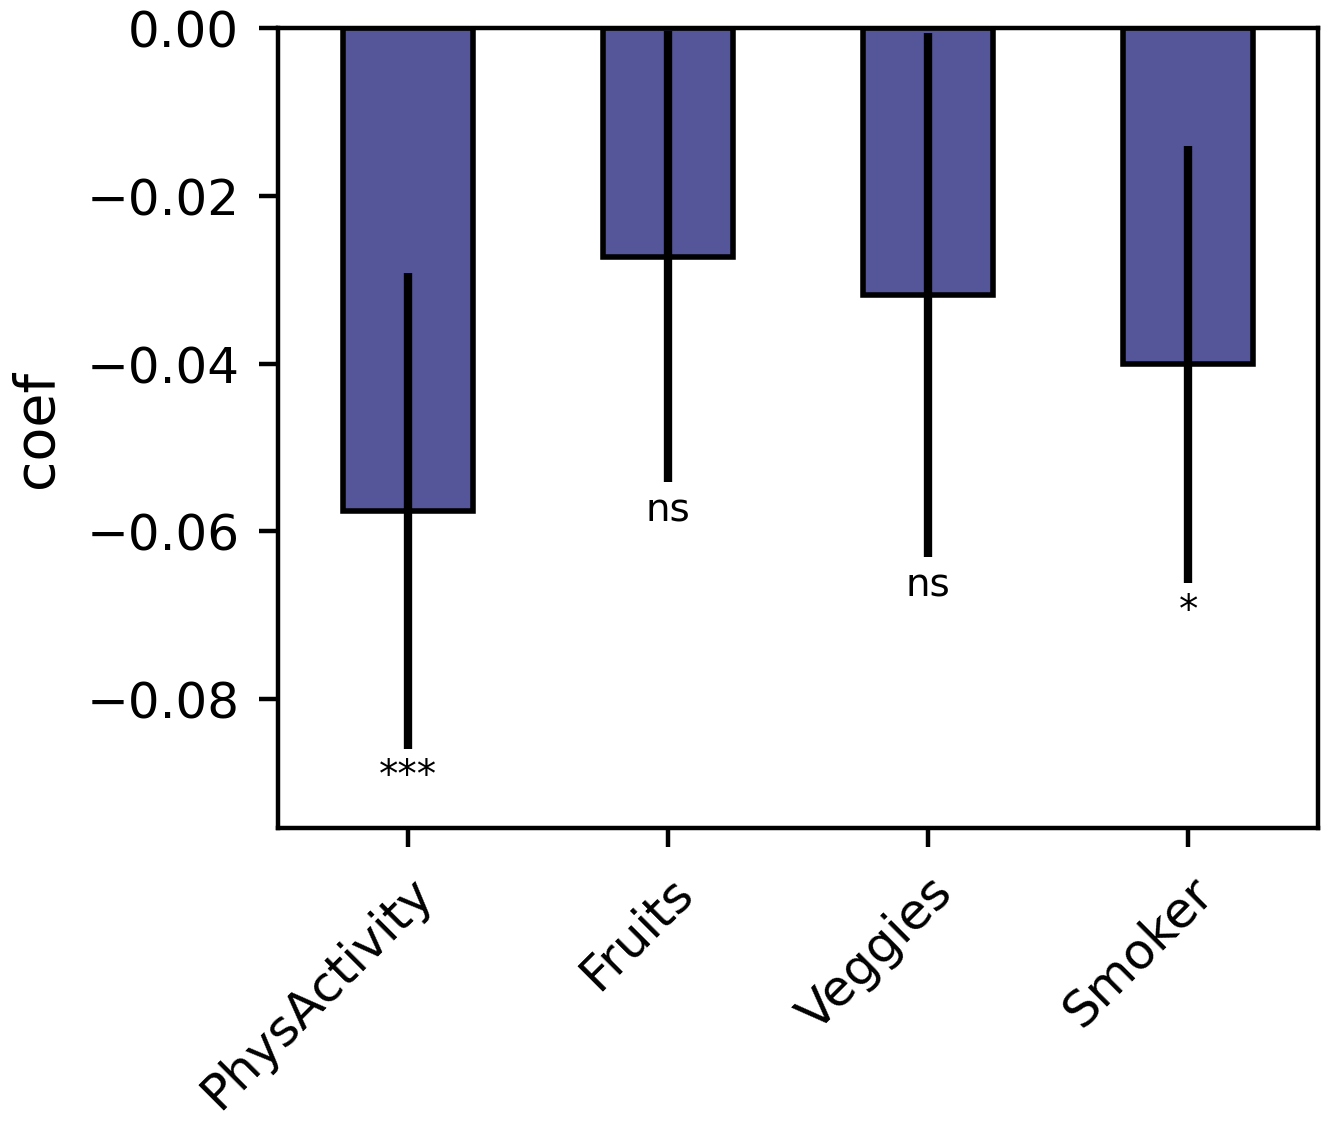 0.00
−0.02
−0.04
−0.06
−0.08
coef
***
ns
ns
*
PhysActivity
Fruits
Veggies
Smoker